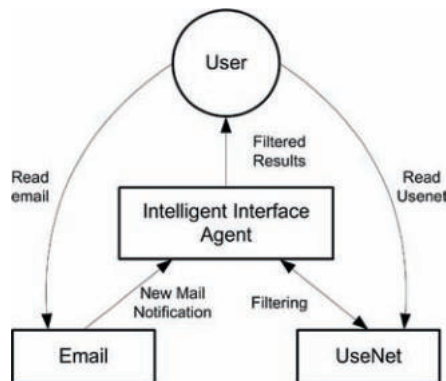 User
Filtered
Results
Read
email
Read
Usenet
Intelligent Interface
Agent
New Mail
Notification
Filtering
Email
UseNet